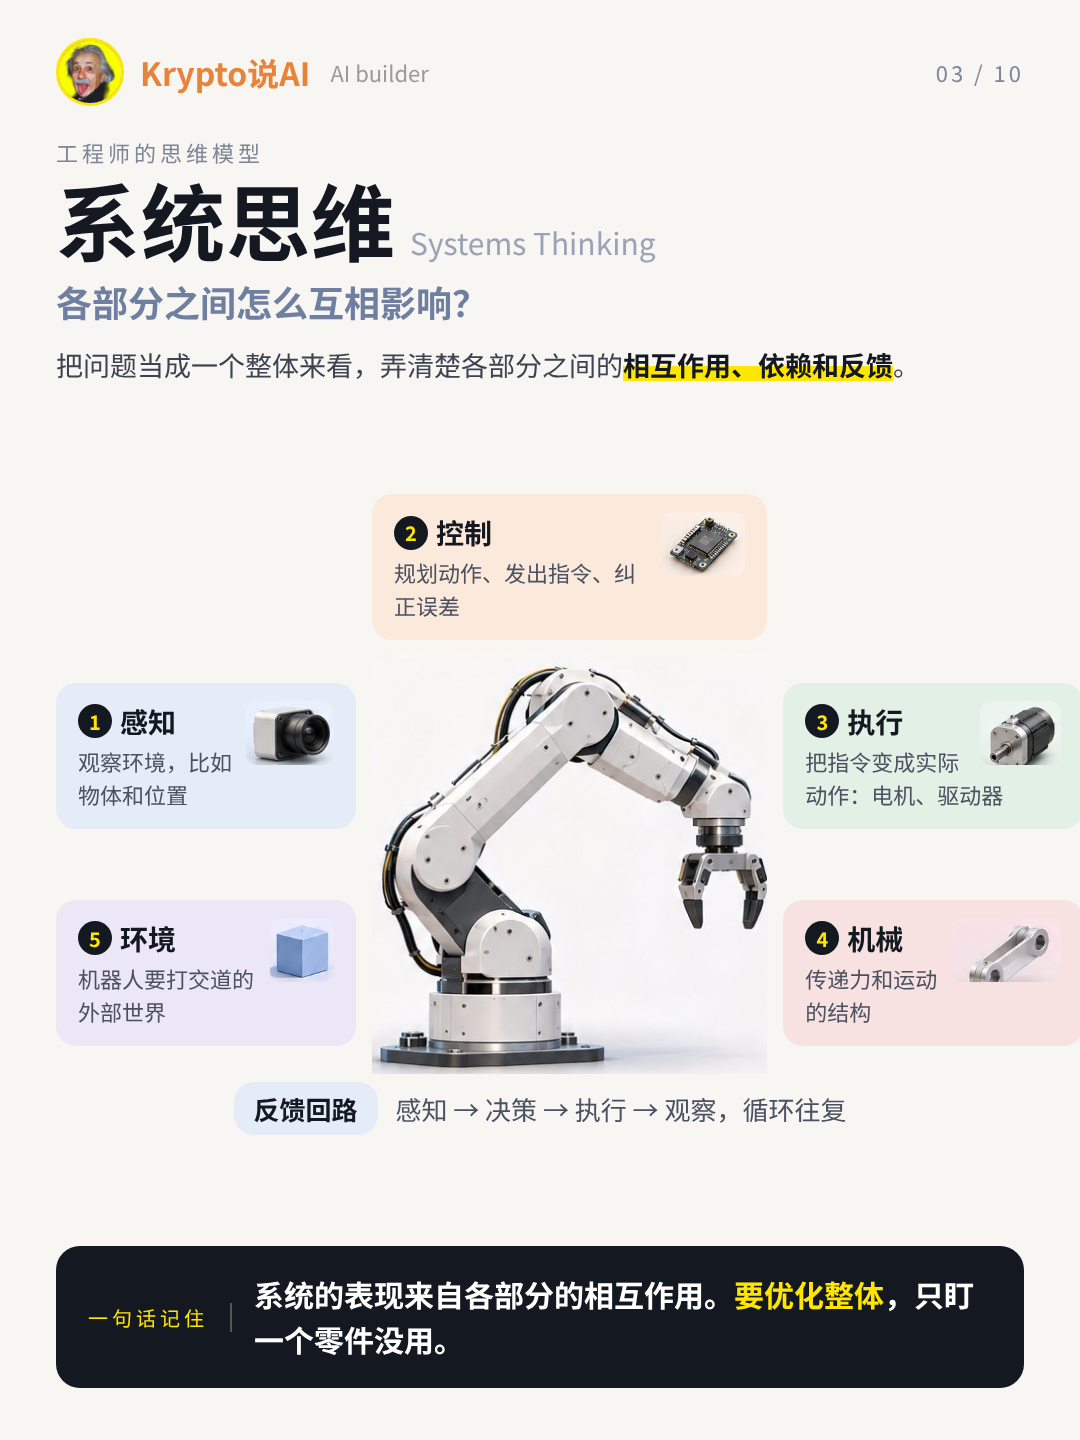 Krypto说AI AI builder 03 / 10
工程师的思维模型
系统思维 Systems Thinking
各部分之间怎么互相影响?
把问题当成一个整体来看，弄清楚各部分之间的相互作用、依赖和反馈。
2 控制
规划动作、发出指令、纠
正误差
1 感知
观察环境，比如
物体和位置
3 执行
把指令变成实际
动作：电机、驱动器
5 环境
机器人要打交道的
外部世界
4 机械
传递力和运动
的结构
反馈回路 感知 → 决策 → 执行 → 观察，循环往复
一句话记住
系统的表现来自各部分的相互作用。要优化整体，只盯
一个零件没用。